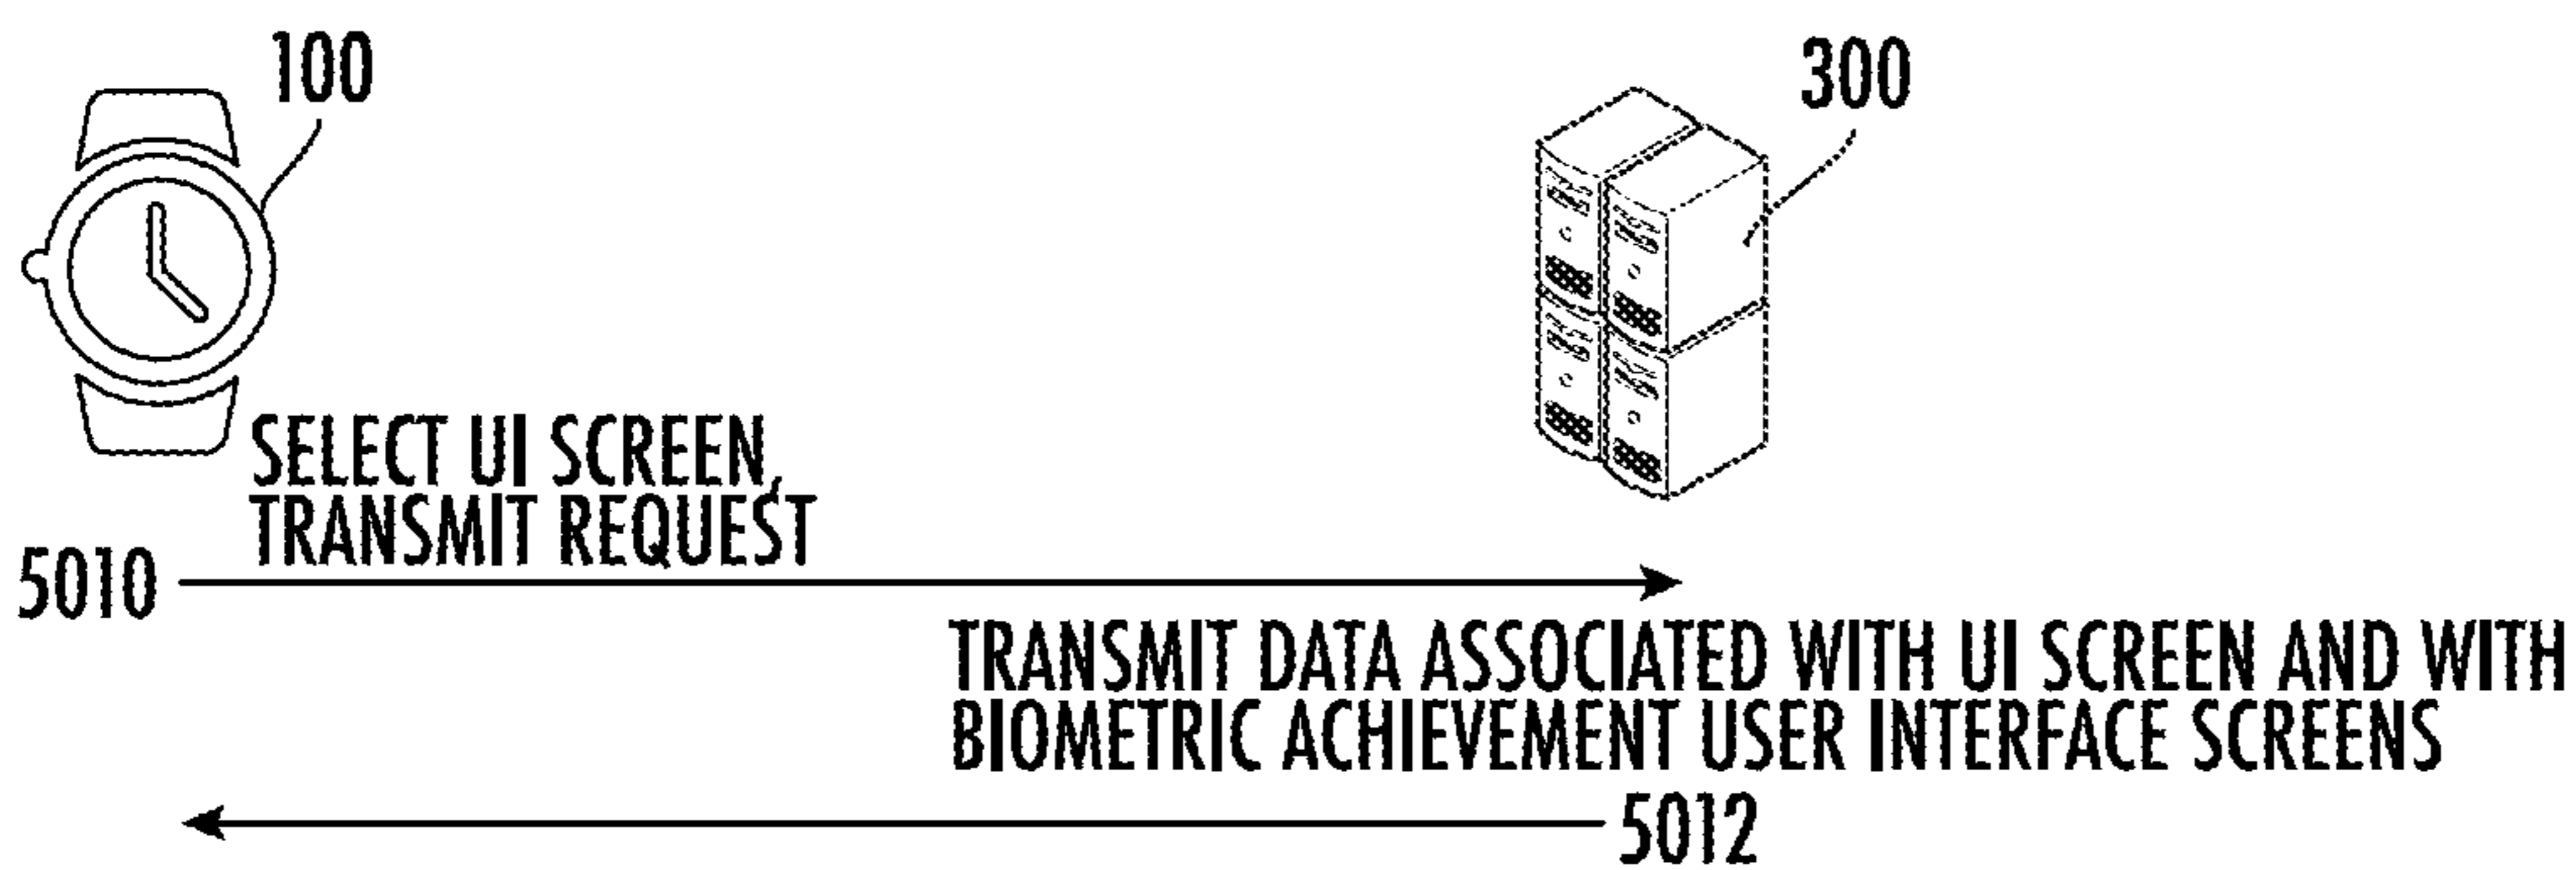 100
300
SELECT UI SCREEN,
TRANSMIT REQUEST
5010
TRANSMIT DATA ASSOCIATED WITH UI SCREEN AND WITH
BIOMETRIC ACHIEVEMENT USER INTERFACE SCREENS
5012